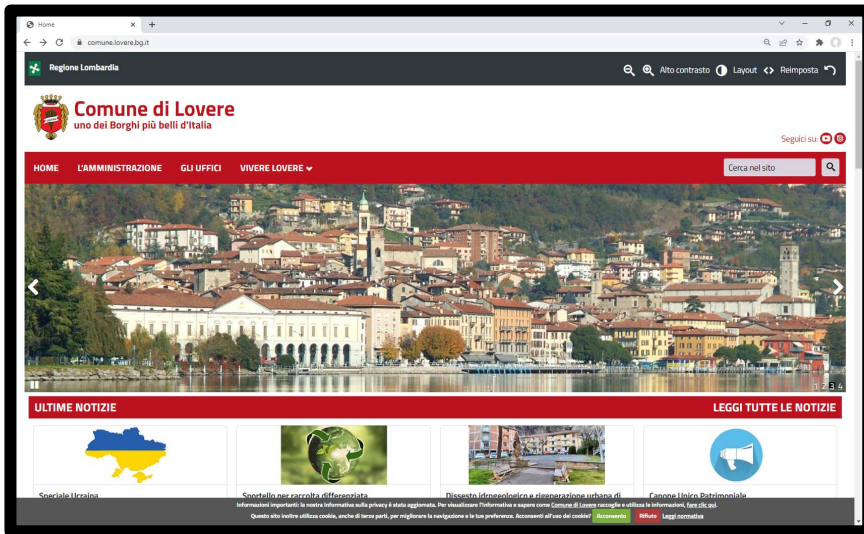 Home
comune.lovere.bg.it
Regione Lombardia
Alto contrasto Layout Reimposta
Comune di Lovere
uno dei Borghi più belli d'Italia
Seguici su:
HOME L'AMMINISTRAZIONE GLI UFFICI VIVERE LOVERE
Cerca nel sito
1 2 3 4
ULTIME NOTIZIE LEGGI TUTTE LE NOTIZIE
Speciale Ucraina Sportello per raccolta differenziata Dissesto idrogeologico e rigenerazione urbana di Canone Unico Patrimoniale
Informazioni importanti: la nostra Informativa sulla privacy è stata aggiornata. Per visualizzare l'Informativa e sapere come Comune di Lovere raccoglie e utilizza le informazioni, fare clic qui.
Questo sito inoltre utilizza cookie, anche di terze parti, per migliorare la navigazione e le tue preferenze. Acconsenti all'uso dei cookie? Acconsento Rifiuto Leggi normativa